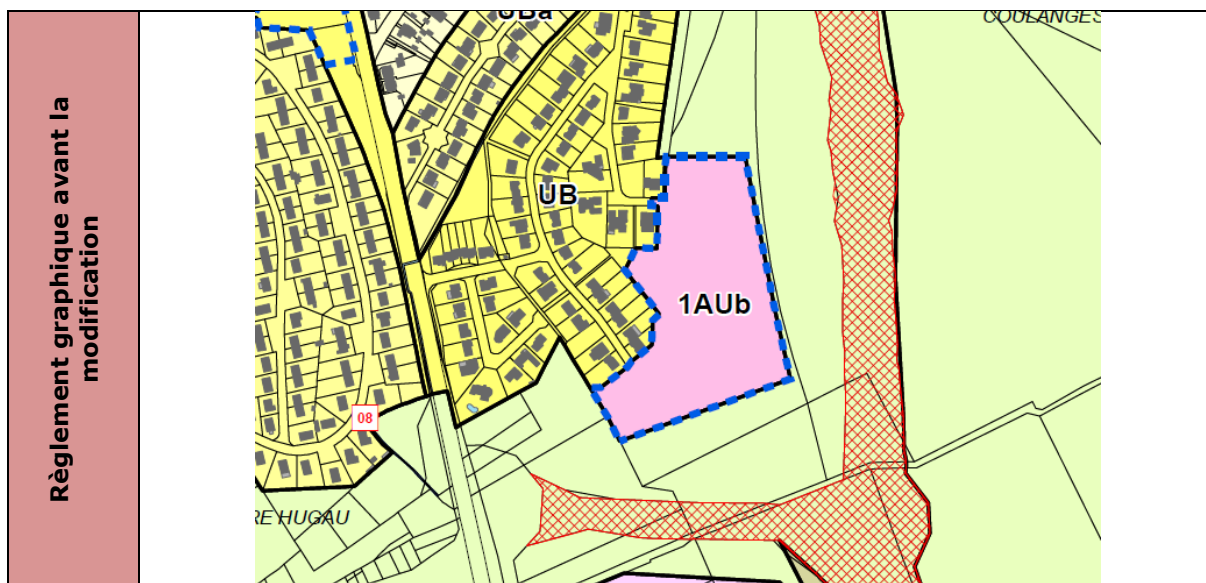 Règlement graphique avant la
modification
UBa
COULANGES
UB
1AUb
08
RE HUGAU